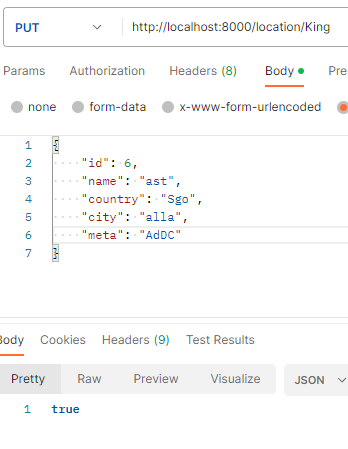 PUT http://localhost:8000/location/King
Params Authorization Headers (8) Body Pre
none form-data x-www-form-urlencoded
1 {
2 "id": 6,
3 "name": "ast",
4 "country": "Sgo",
5 "city": "alla",
6 "meta": "AdDC"
7 }
Body Cookies Headers (9) Test Results
Pretty Raw Preview Visualize JSON
1 true